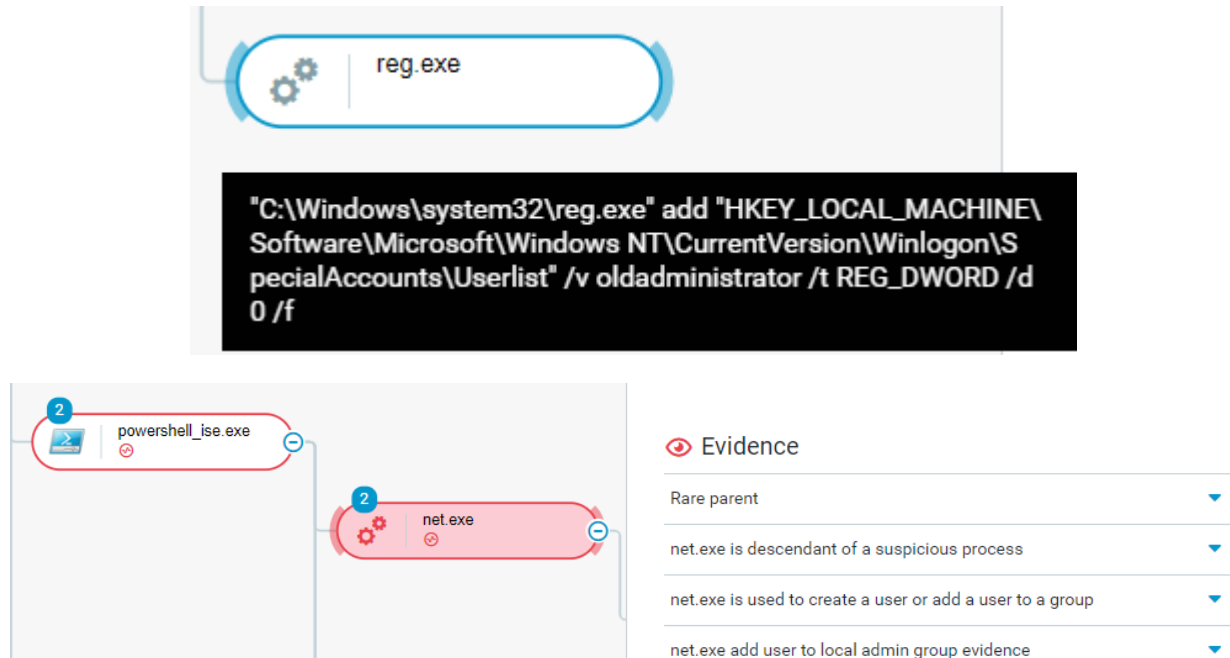 reg.exe
"C:\Windows\system32\reg.exe" add "HKEY_LOCAL_MACHINE\
Software\Microsoft\Windows NT\CurrentVersion\Winlogon\S
pecialAccounts\Userlist" /v oldadministrator /t REG_DWORD /d
0 /f
2
powershell_ise.exe
2
net.exe
Evidence
Rare parent
net.exe is descendant of a suspicious process
net.exe is used to create a user or add a user to a group
net.exe add user to local admin group evidence